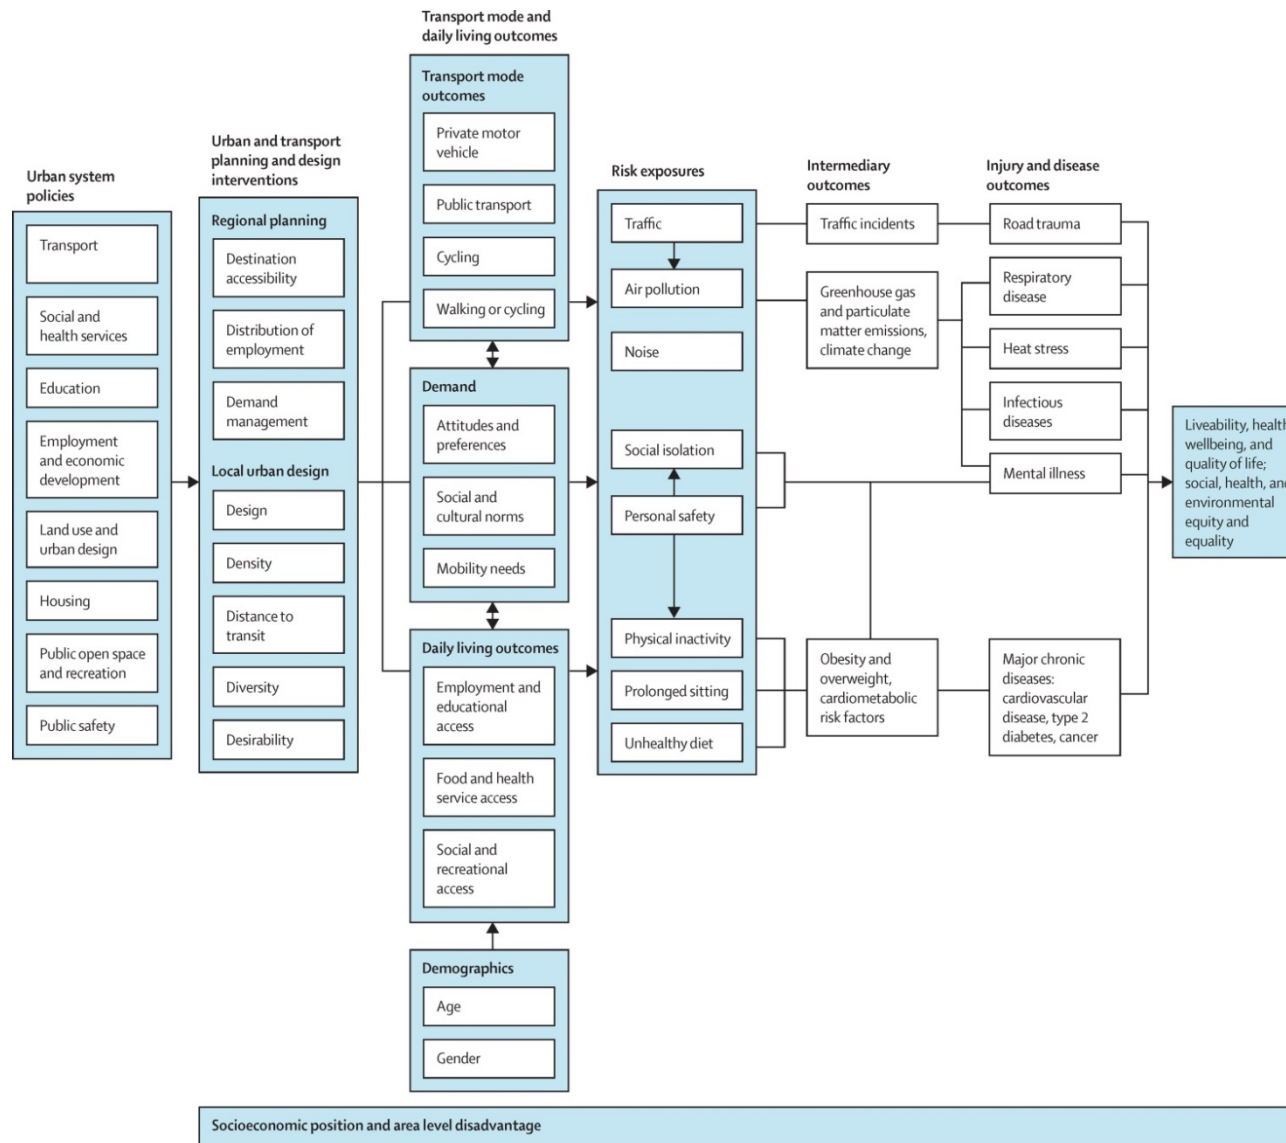 Urban system
policies
Transport
Social and
health services
Education
Employment
and economic
development
Land use and
urban design
Housing
Public open space
and recreation
Public safety
Urban and transport
planning and design
interventions
Regional planning
Destination
accessibility
Distribution of
employment
Demand
management
Local urban design
Design
Density
Distance to
transit
Diversity
Desirability
Transport mode and
daily living outcomes
Transport mode
outcomes
Private motor
vehicle
Public transport
Cycling
Walking or cycling
Demand
Attitudes and
preferences
Social and
cultural norms
Mobility needs
Daily living outcomes
Employment and
educational
access
Food and health
service access
Social and
recreational
access
Demographics
Age
Gender
Risk exposures
Traffic
Air pollution
Noise
Social isolation
Personal safety
Physical inactivity
Prolonged sitting
Unhealthy diet
Intermediary
outcomes
Traffic incidents
Greenhouse gas
and particulate
matter emissions,
climate change
Obesity and
overweight,
cardiometabolic
risk factors
Injury and disease
outcomes
Road trauma
Respiratory
disease
Heat stress
Infectious
diseases
Mental illness
Major chronic
diseases:
cardiovascular
disease, type 2
diabetes, cancer
Liveability, health
wellbeing, and
quality of life;
social, health, and
environmental
equity and
equality
Socioeconomic position and area level disadvantage